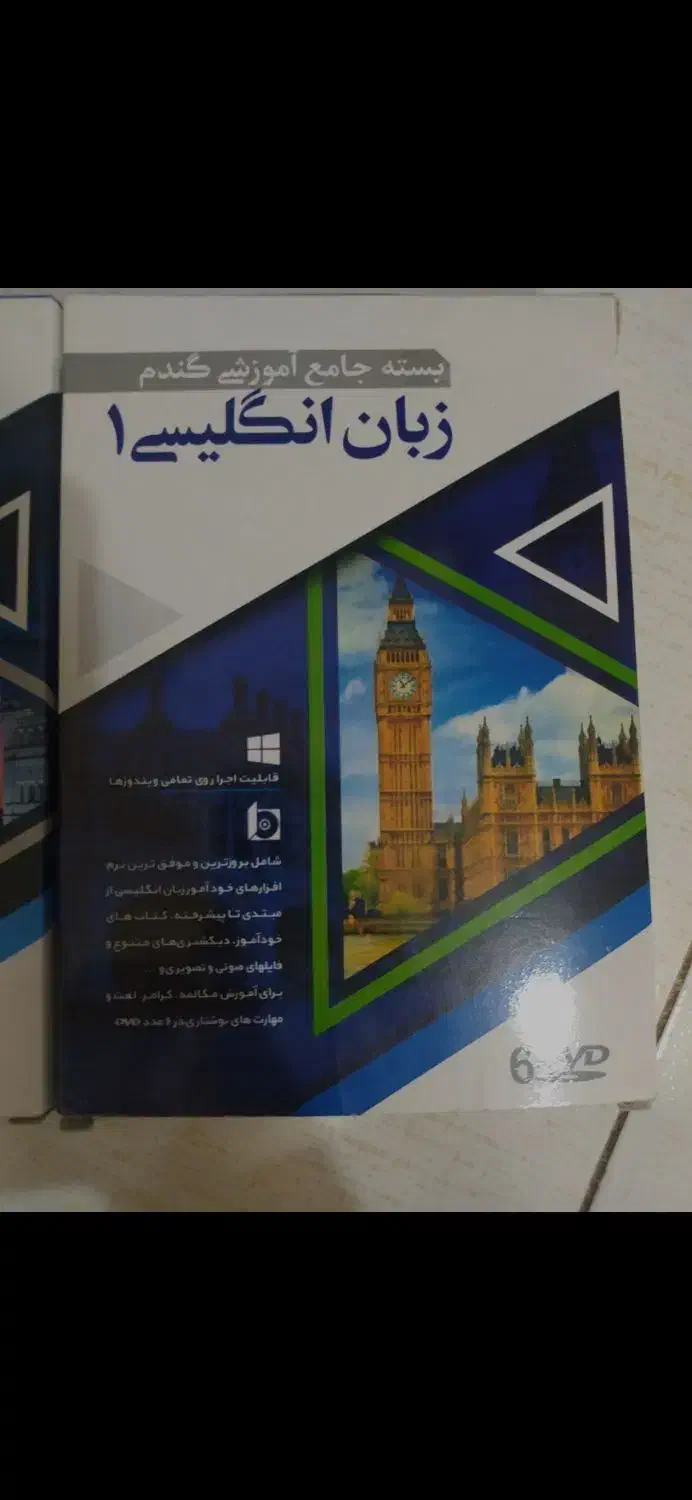 بسته جامع آموزشی گندم
زبان انگلیسی ۱
قابلیت اجرا روی تمامی ویندوزها
شامل بروزترین و موفق ترین نرم
افزارهای خودآموز زبان انگلیسی از
مبتدی تا پیشرفته، کتاب های
خودآموز، دیکشنری‌های متنوع و
فایلهای صوتی و تصویری و ...
برای آموزش مکالمه، گرامر، لغت و
مهارت های نوشتاری در ۶ عدد DVD
6 DVD